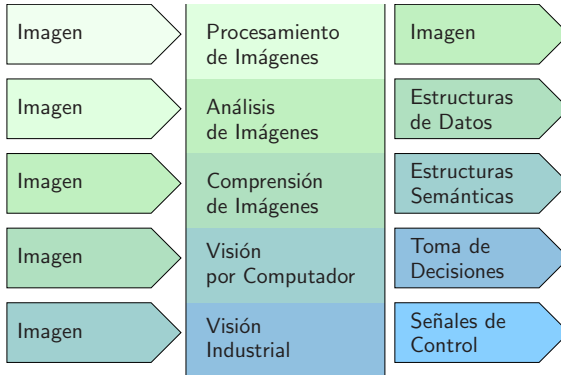 Imagen
Procesamiento
de Imágenes
Imagen
Imagen
Análisis
de Imágenes
Estructuras
de Datos
Imagen
Comprensión
de Imágenes
Estructuras
Semánticas
Imagen
Visión
por Computador
Toma de
Decisiones
Imagen
Visión
Industrial
Señales de
Control